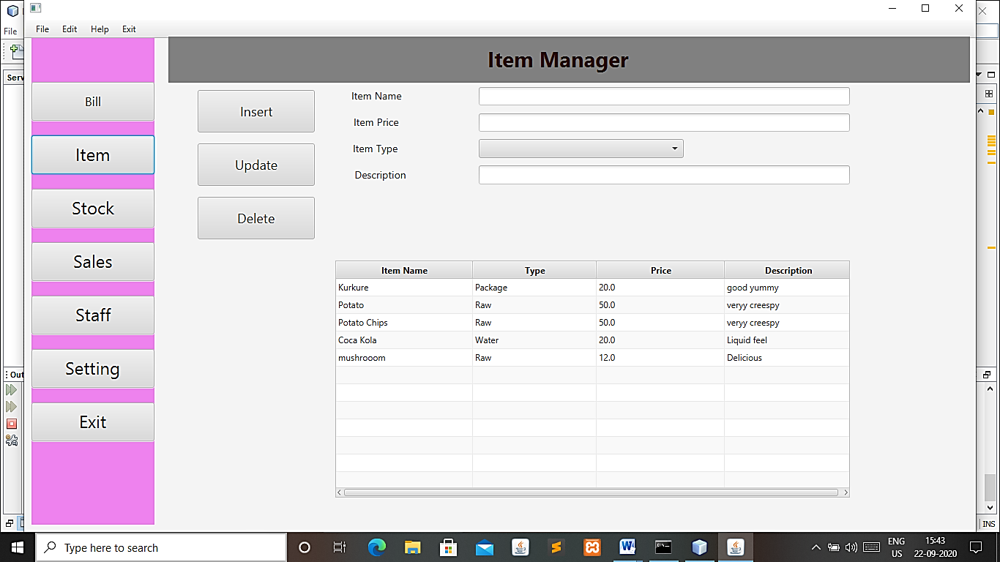 File
Serv
Out
File Edit Help Exit
Bill
Item
Stock
Sales
Staff
Setting
Exit
Item Manager
Insert
Update
Delete
Item Name
Item Price
Item Type
Description
Item Name Type Price Description
Kurkure Package 20.0 good yummy
Potato Raw 50.0 veryy creespy
Potato Chips Raw 50.0 veryy creespy
Coca Kola Water 20.0 Liquid feel
mushrooom Raw 12.0 Delicious
INS
Type here to search
ENG
US
15:43
22-09-2020